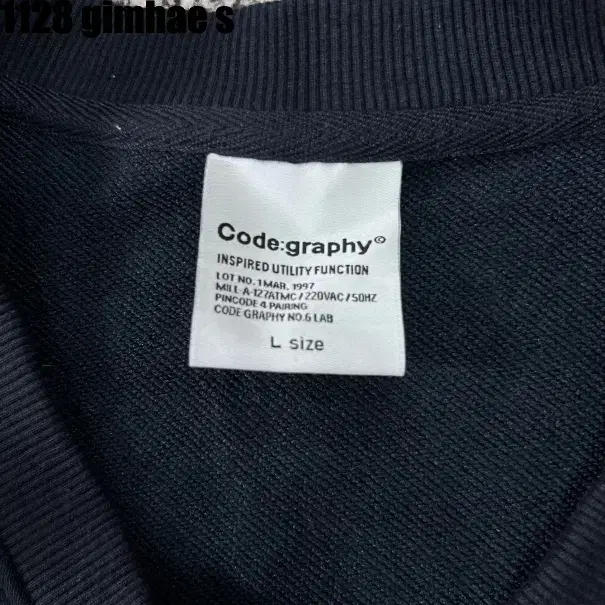 1128 gimhae s
Code:graphy©
INSPIRED UTILITY FUNCTION
LOT NO. 1 MAR. 1997
MILL-A-127ATMC / 220VAC / 50HZ
PINCODE 4 PAIRING
CODE GRAPHY NO.6 LAB
L size